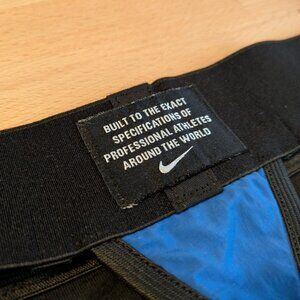 BUILT TO THE EXACT
SPECIFICATIONS OF
PROFESSIONAL ATHLETES
AROUND THE WORLD